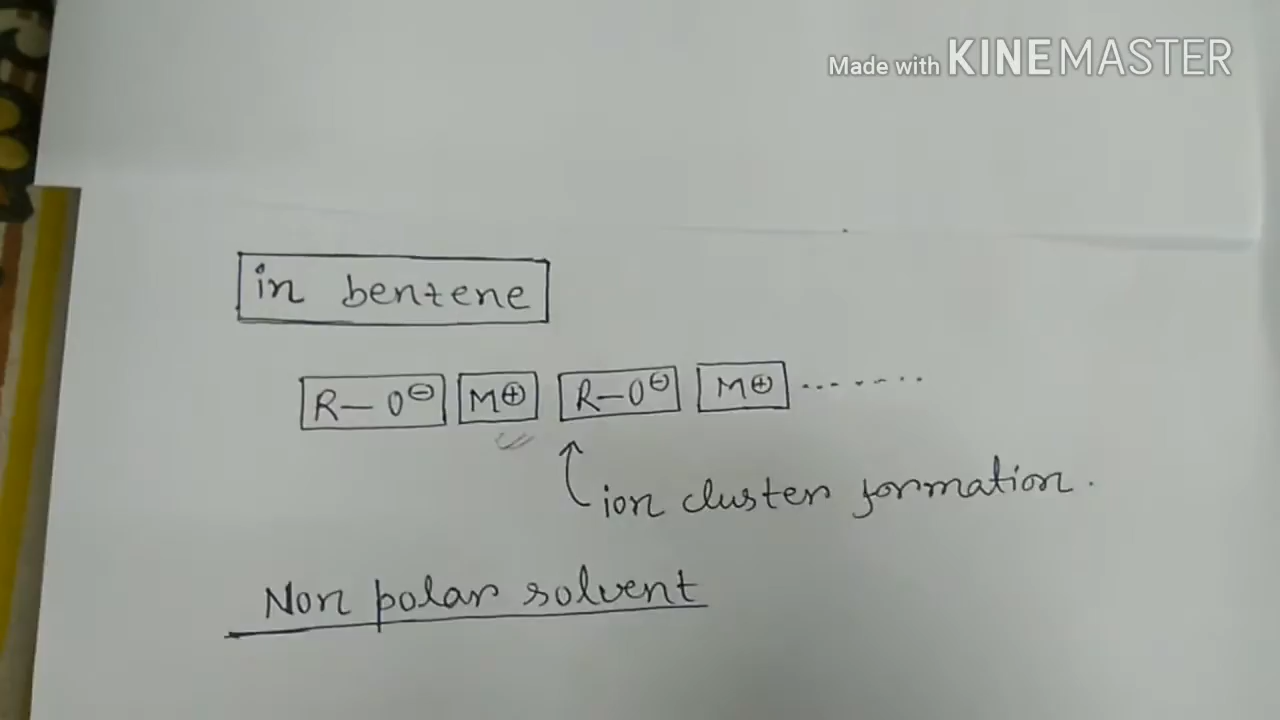 Made with KINEMASTER
in benzene
R—O⊖ M⊕ R—O⊖ M⊕ ........
ion cluster formation.
Non polar solvent